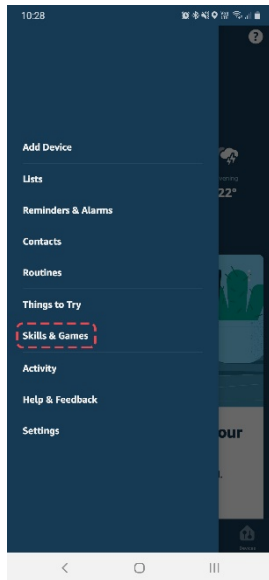 10:28
?
Add Device
Lists
22°
Reminders & Alarms
Contacts
Routines
Things to Try
Skills & Games
Activity
Help & Feedback
Settings
our